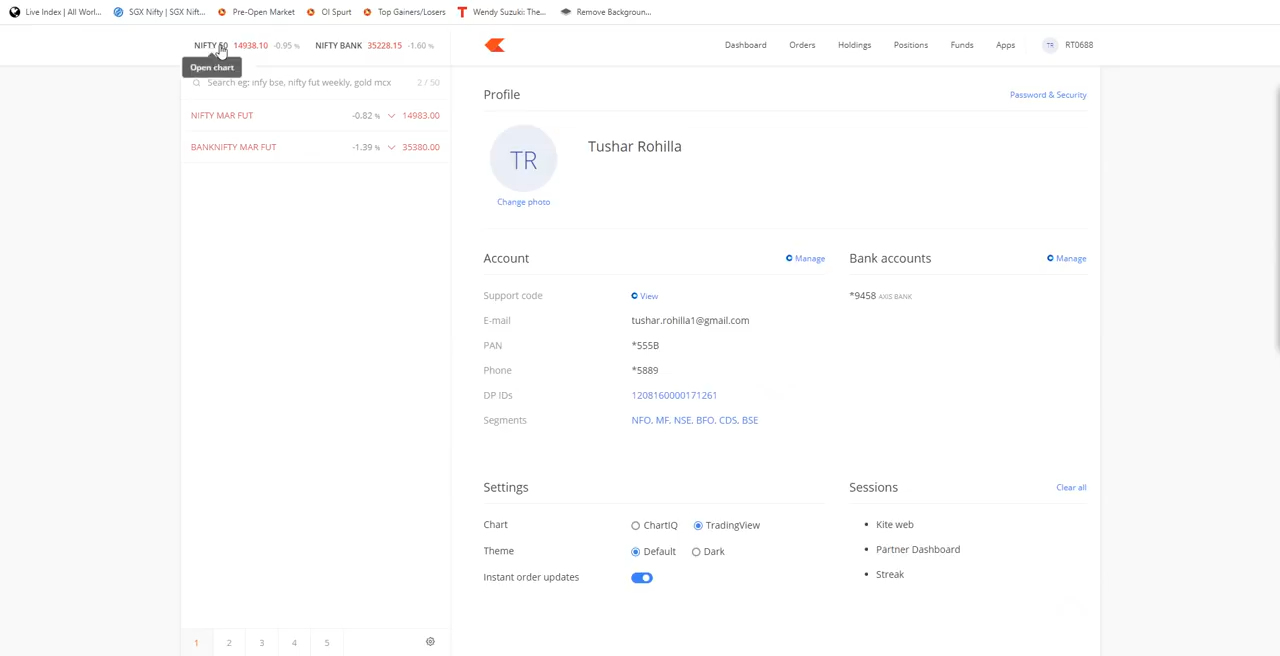 Live Index | All Worl... SGX Nifty | SGX Nift... Pre-Open Market OI Spurt Top Gainers/Losers Wendy Suzuki: The... Remove Backgroun...
NIFTY 50 14938.10 -0.95 % NIFTY BANK 35228.15 -1.60 % Dashboard Orders Holdings Positions Funds Apps TR RT0688
Open chart
Search eg: infy bse, nifty fut weekly, gold mcx 2 / 50
NIFTY MAR FUT -0.82 % 14983.00
BANKNIFTY MAR FUT -1.39 % 35380.00
Profile Password & Security
TR Tushar Rohilla
Change photo
Account Manage
Support code View
E-mail tushar.rohilla1@gmail.com
PAN *555B
Phone *5889
DP IDs 1208160000171261
Segments NFO, MF, NSE, BFO, CDS, BSE
Bank accounts Manage
*9458 AXIS BANK
Settings
Chart ChartIQ TradingView
Theme Default Dark
Instant order updates
Sessions Clear all
• Kite web
• Partner Dashboard
• Streak
1 2 3 4 5